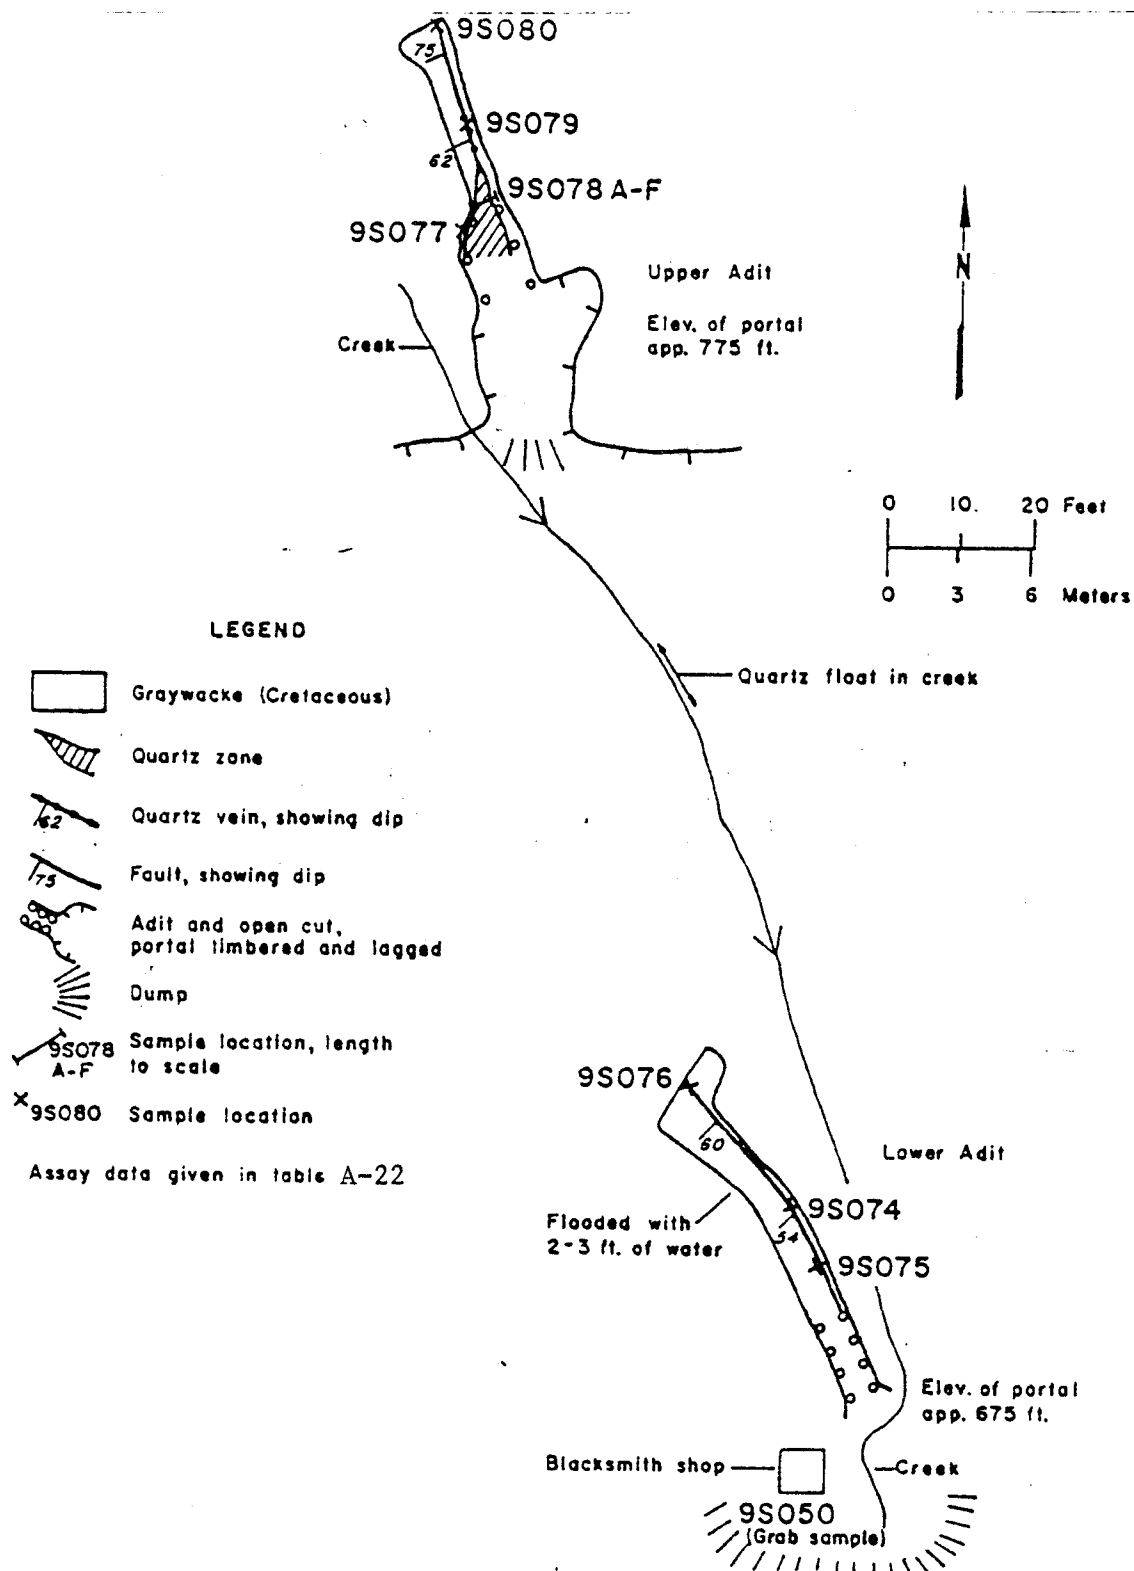 9S080
75
9S079
62
9S078 A-F
9S077
Upper Adit
N
Elev. of portal
app. 775 ft.
Creek
0 10. 20 Feet
0 3 6 Meters
LEGEND
Quartz float in creek
Graywacke (Cretaceous)
Quartz zone
62 Quartz vein, showing dip
75 Fault, showing dip
Adit and open cut,
portal timbered and lagged
Dump
9S078 Sample location, length
A-F to scale
9S080 Sample location
Assay data given in table A-22
9S076
60
Lower Adit
9S074
Flooded with
2-3 ft. of water
54
9S075
Elev. of portal
app. 675 ft.
Blacksmith shop
Creek
9S050
(Grab sample)